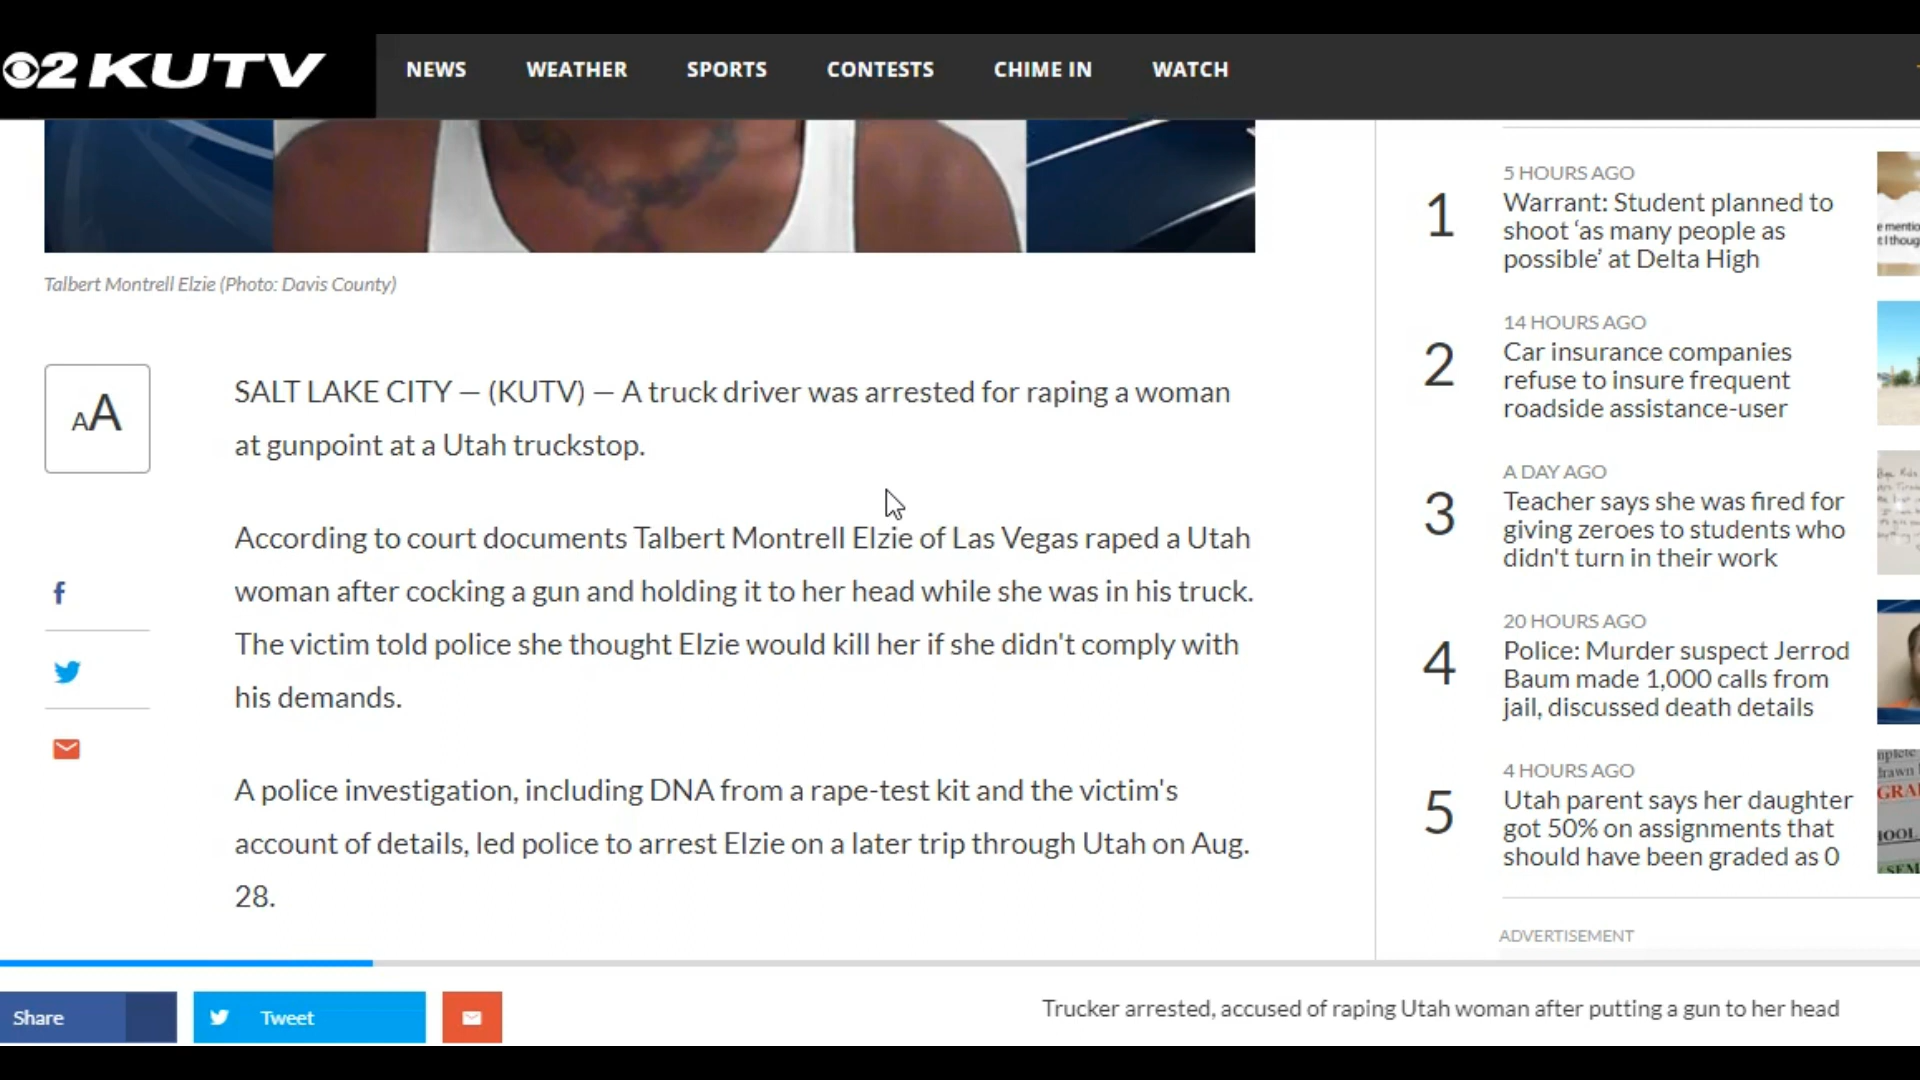 2 KUTV
NEWS WEATHER SPORTS CONTESTS CHIME IN WATCH
Talbert Montrell Elzie (Photo: Davis County)
AA
SALT LAKE CITY — (KUTV) — A truck driver was arrested for raping a woman
at gunpoint at a Utah truckstop.
According to court documents Talbert Montrell Elzie of Las Vegas raped a Utah
woman after cocking a gun and holding it to her head while she was in his truck.
The victim told police she thought Elzie would kill her if she didn't comply with
his demands.
A police investigation, including DNA from a rape-test kit and the victim's
account of details, led police to arrest Elzie on a later trip through Utah on Aug.
28.
5 HOURS AGO
1
Warrant: Student planned to
shoot ‘as many people as
possible’ at Delta High
14 HOURS AGO
2
Car insurance companies
refuse to insure frequent
roadside assistance-user
A DAY AGO
3
Teacher says she was fired for
giving zeroes to students who
didn't turn in their work
20 HOURS AGO
4
Police: Murder suspect Jerrod
Baum made 1,000 calls from
jail, discussed death details
4 HOURS AGO
5
Utah parent says her daughter
got 50% on assignments that
should have been graded as 0
ADVERTISEMENT
Share
Tweet
Trucker arrested, accused of raping Utah woman after putting a gun to her head